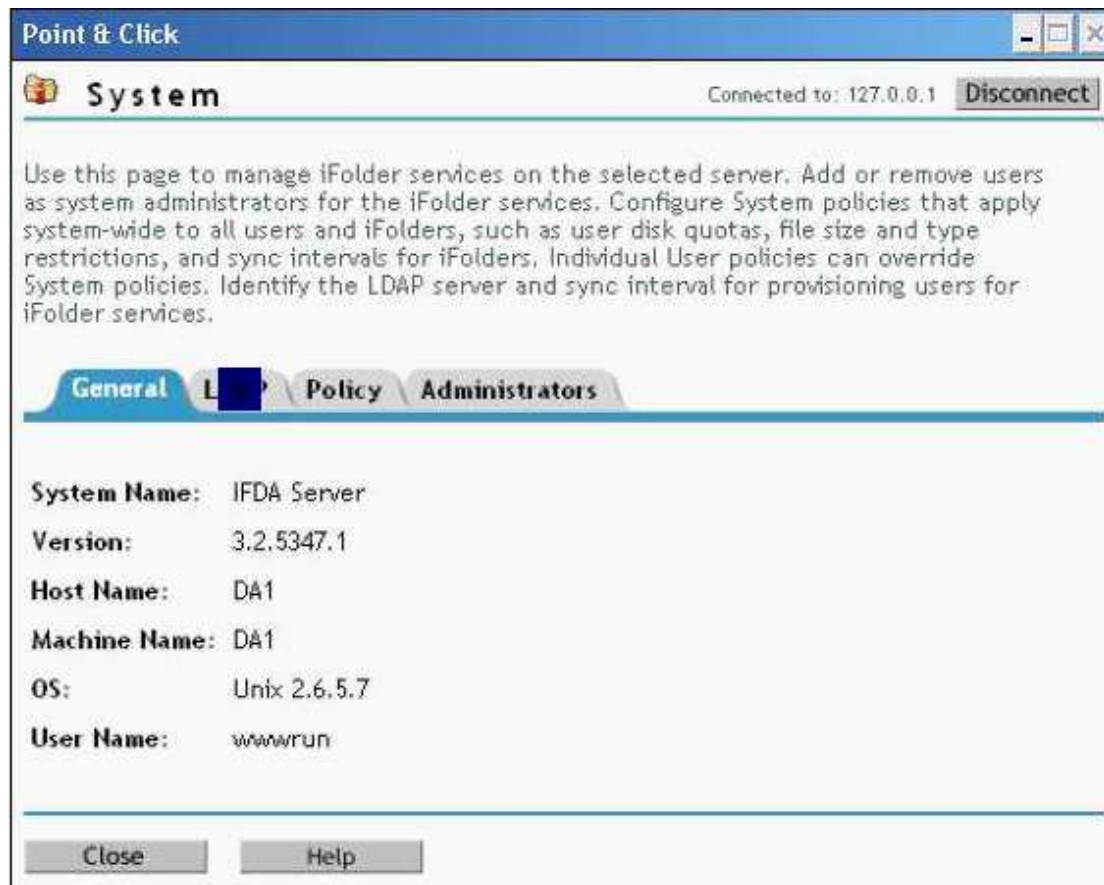 Point & Click
System
Connected to: 127.0.0.1 Disconnect
Use this page to manage iFolder services on the selected server. Add or remove users
as system administrators for the iFolder services. Configure System policies that apply
system-wide to all users and iFolders, such as user disk quotas, file size and type
restrictions, and sync intervals for iFolders. Individual User policies can override
System policies. Identify the LDAP server and sync interval for provisioning users for
iFolder services.
General Policy Administrators
System Name: IFDA Server
Version: 3.2.5347.1
Host Name: DA1
Machine Name: DA1
OS: Unix 2.6.5.7
User Name: wwwrun
Close Help